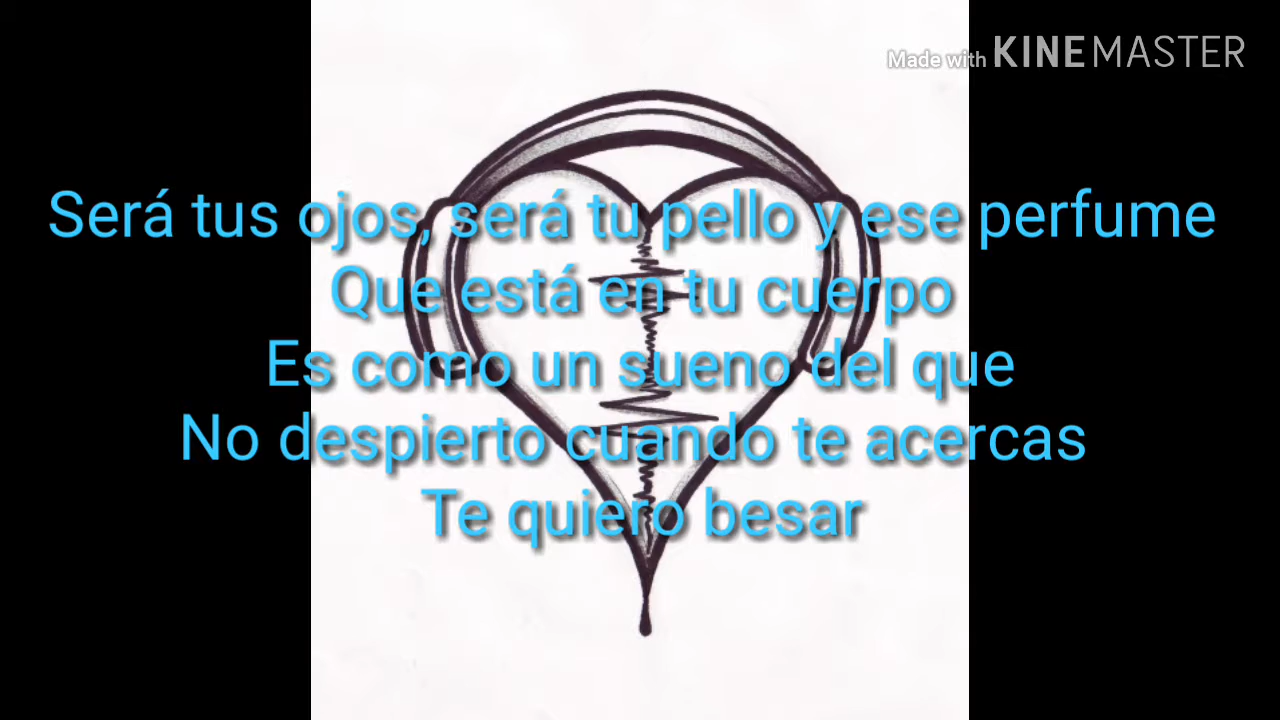 Made with KINEMASTER
Será tus ojos, será tu pello y ese perfume
Que está en tu cuerpo
Es como un sueno del que
No despierto cuando te acercas
Te quiero besar